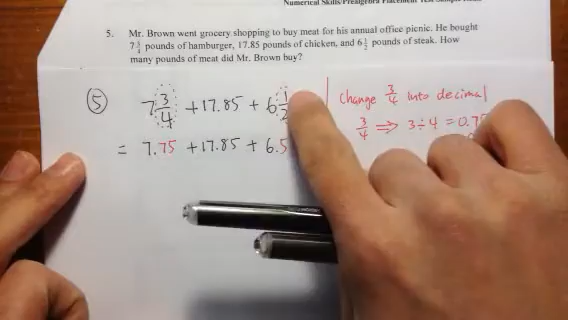 Numerical Skills/Prealgebra Placement Test Sample
5. Mr. Brown went grocery shopping to buy meat for his annual office picnic. He bought
7 3/4 pounds of hamburger, 17.85 pounds of chicken, and 6 1/2 pounds of steak. How
many pounds of meat did Mr. Brown buy?
5 7 3/4 + 17.85 + 6 1/2
= 7.75 + 17.85 + 6.5
change 3/4 into decimal
3/4 ⇒ 3 ÷ 4 = 0.75